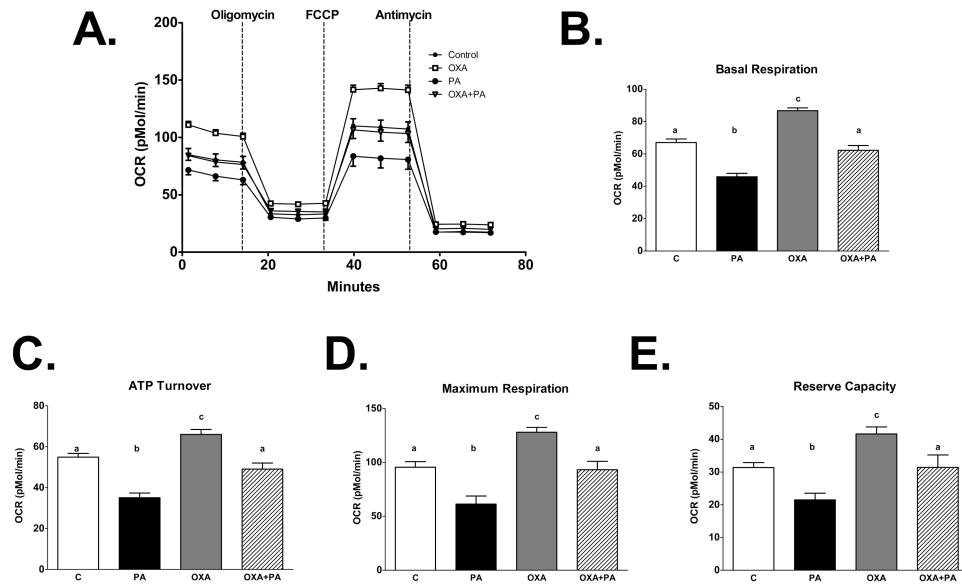 A.
Oligomycin FCCP Antimycin
200
150
100
50
0
OCR (pMol/min)
0 20 40 60 80
Minutes
Control
OXA
PA
OXA+PA
B.
Basal Respiration
100
80
60
40
20
0
OCR (pMol/min)
a b c a
C PA OXA OXA+PA
C.
ATP Turnover
80
60
40
20
0
OCR (pMol/min)
a b c a
C PA OXA OXA+PA
D.
Maximum Respiration
150
100
50
0
OCR (pMol/min)
a b c a
C PA OXA OXA+PA
E.
Reserve Capacity
50
40
30
20
10
0
OCR (pMol/min)
a b c a
C PA OXA OXA+PA